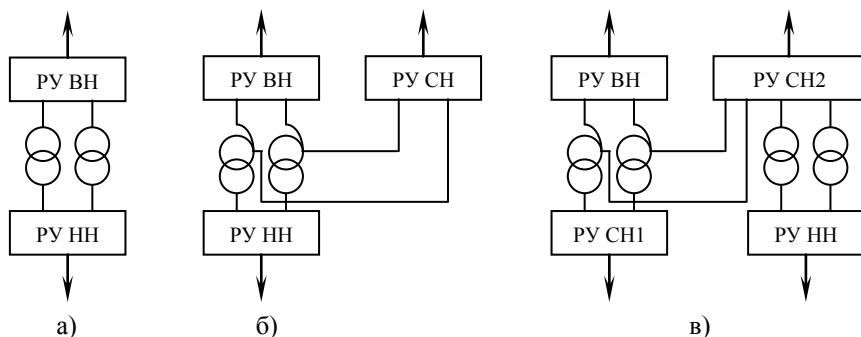 РУ ВН
РУ НН
а)
РУ ВН
РУ СН
РУ НН
б)
РУ ВН
РУ СН2
РУ СН1
РУ НН
в)